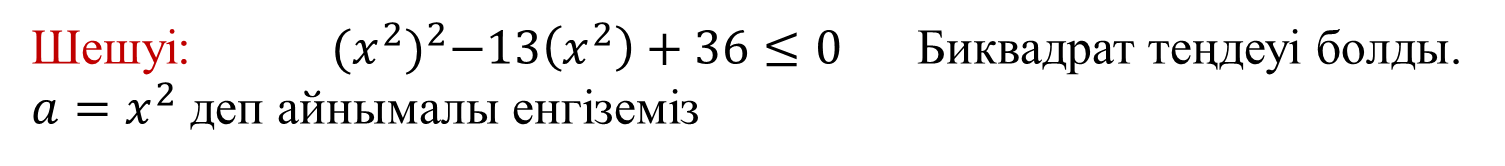 Шешуі: (x²)²−13(x²) + 36 ≤ 0 Биквадрат теңдеуі болды.
a = x² деп айнымалы енгіземіз